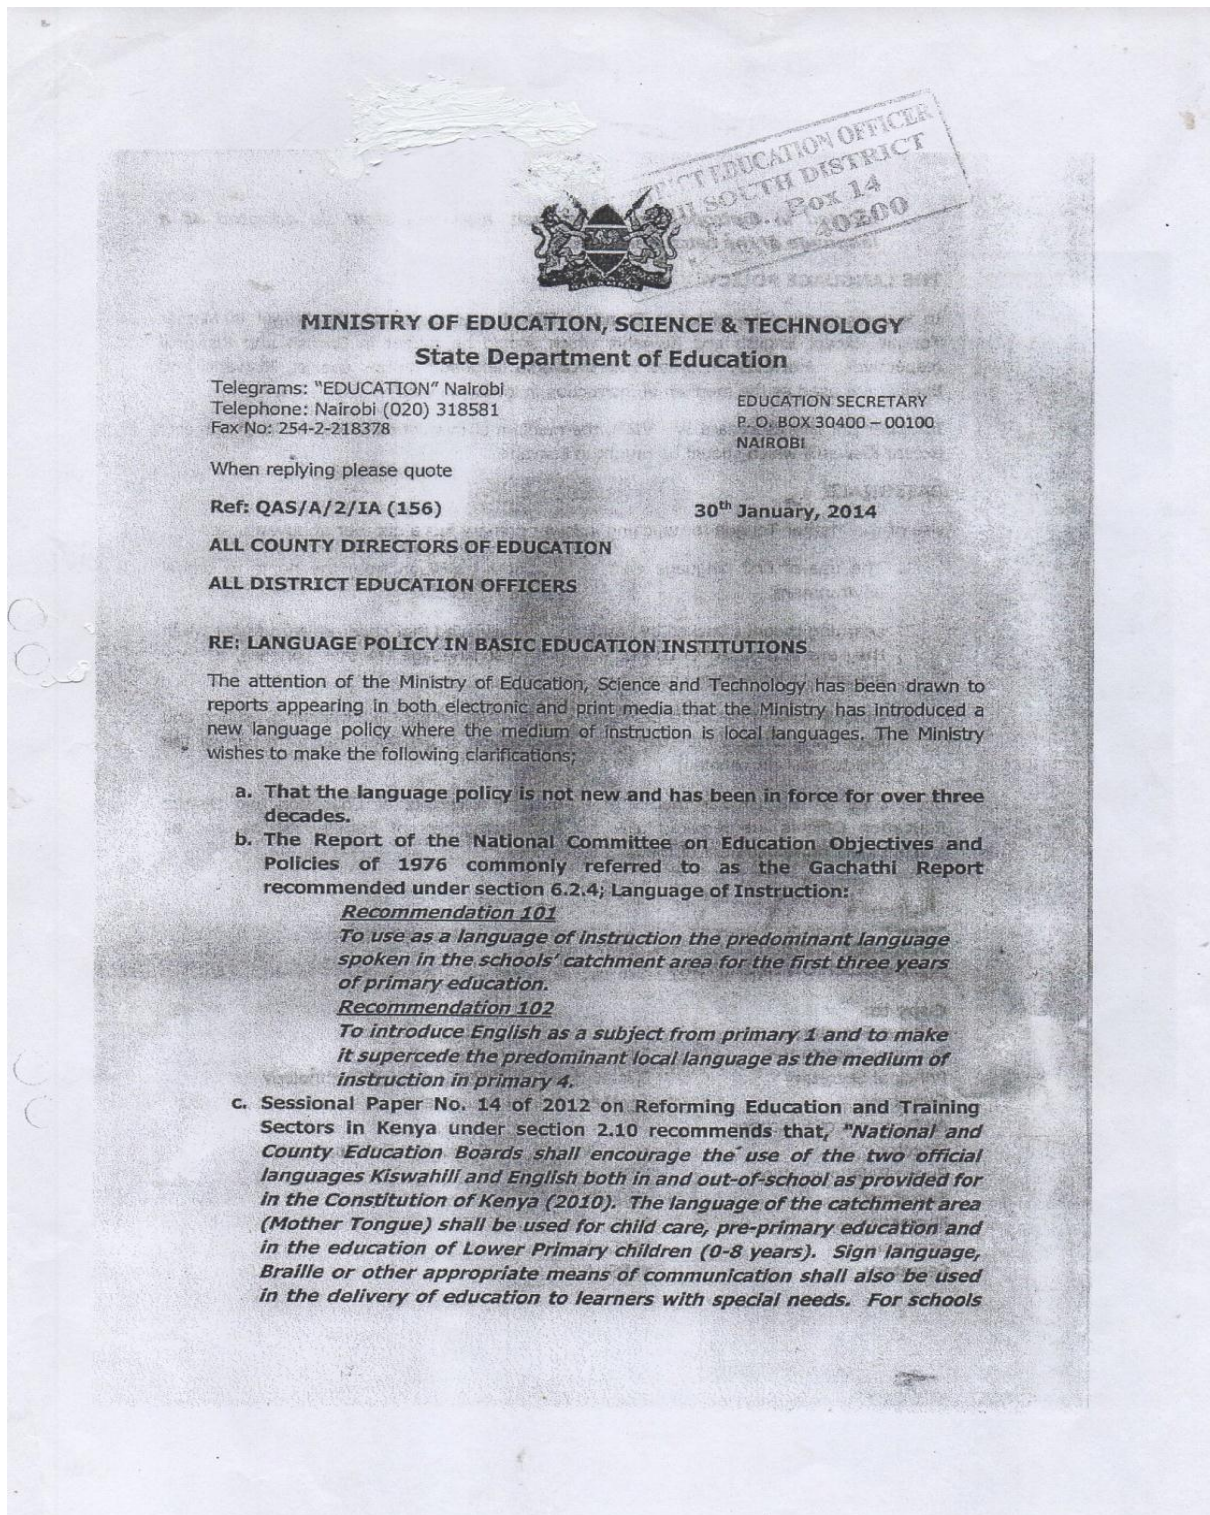 EDUCATION OFFICER
SOUTH DISTRICT
Box 14
40200
MINISTRY OF EDUCATION, SCIENCE & TECHNOLOGY
State Department of Education
Telegrams: "EDUCATION" Nairobi
Telephone: Nairobi (020) 318581
Fax No: 254-2-218378
EDUCATION SECRETARY
P. O. BOX 30400 – 00100
NAIROBI
When replying please quote
Ref: QAS/A/2/IA (156)
30th January, 2014
ALL COUNTY DIRECTORS OF EDUCATION
ALL DISTRICT EDUCATION OFFICERS
RE: LANGUAGE POLICY IN BASIC EDUCATION INSTITUTIONS
The attention of the Ministry of Education, Science and Technology has been drawn to
reports appearing in both electronic and print media that the Ministry has introduced a
new language policy where the medium of instruction is local languages. The Ministry
wishes to make the following clarifications;
a. That the language policy is not new and has been in force for over three
decades.
b. The Report of the National Committee on Education Objectives and
Policies of 1976 commonly referred to as the Gachathi Report
recommended under section 6.2.4; Language of Instruction:
Recommendation 101
To use as a language of instruction the predominant language
spoken in the schools' catchment area for the first three years
of primary education.
Recommendation 102
To introduce English as a subject from primary 1 and to make
it supercede the predominant local language as the medium of
instruction in primary 4.
c. Sessional Paper No. 14 of 2012 on Reforming Education and Training
Sectors in Kenya under section 2.10 recommends that, "National and
County Education Boards shall encourage the use of the two official
languages Kiswahili and English both in and out-of-school as provided for
in the Constitution of Kenya (2010). The language of the catchment area
(Mother Tongue) shall be used for child care, pre-primary education and
in the education of Lower Primary children (0-8 years). Sign language,
Braille or other appropriate means of communication shall also be used
in the delivery of education to learners with special needs. For schools